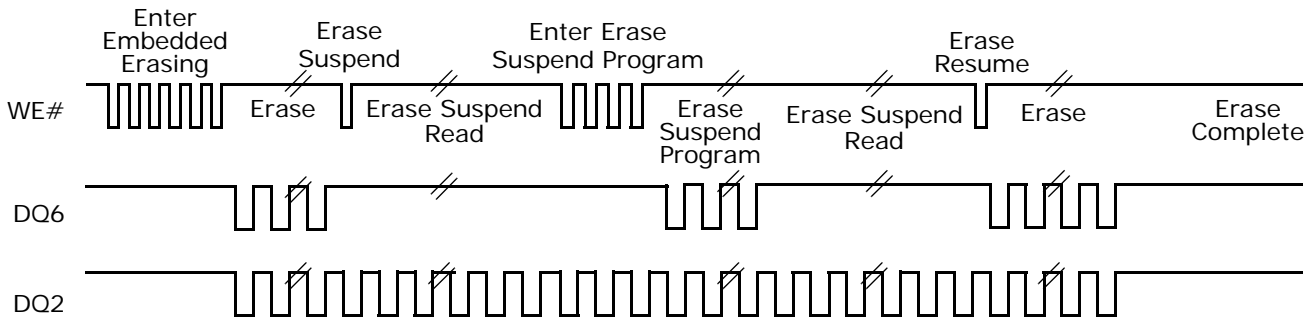 Enter
Embedded
Erasing
Erase
Suspend
Enter Erase
Suspend Program
Erase
Resume
WE#
Erase
Erase Suspend
Read
Erase
Suspend
Program
Erase Suspend
Read
Erase
Erase
Complete
DQ6
DQ2